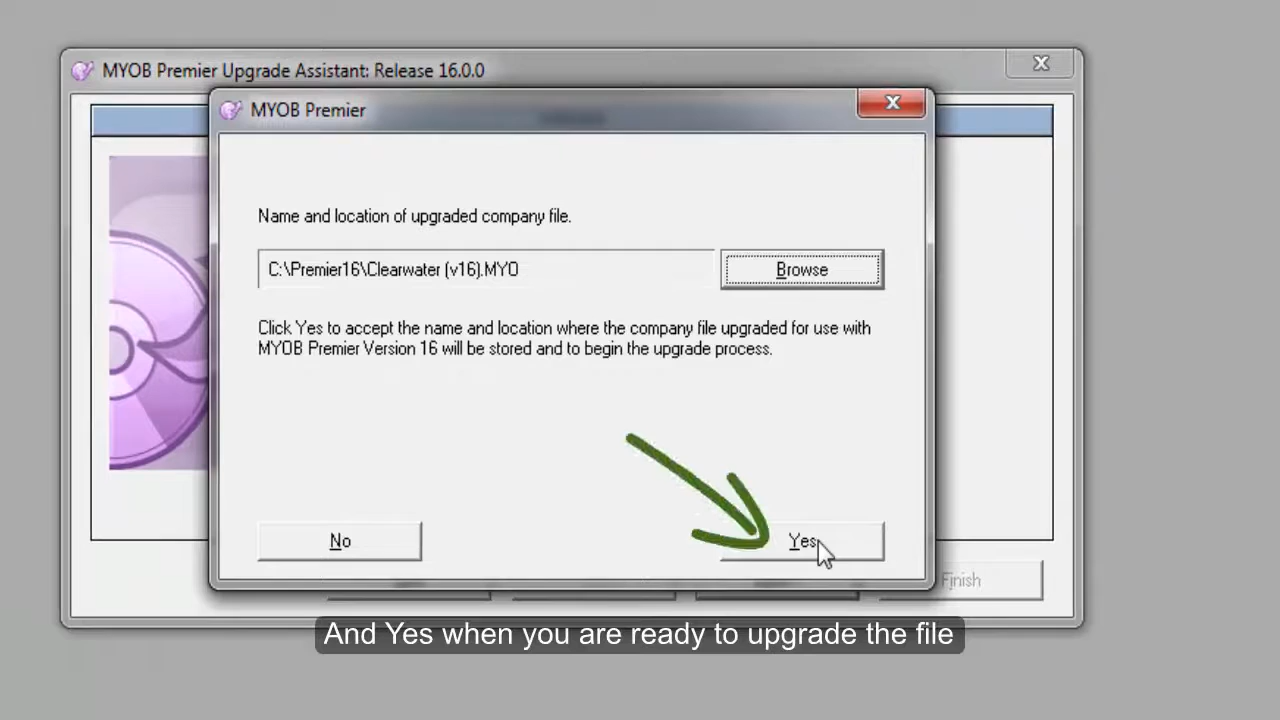 MYOB Premier Upgrade Assistant: Release 16.0.0
MYOB Premier
Name and location of upgraded company file.
C:\Premier16\Clearwater (v16).MYO
Browse
Click Yes to accept the name and location where the company file upgraded for use with
MYOB Premier Version 16 will be stored and to begin the upgrade process.
No
Yes
Finish
And Yes when you are ready to upgrade the file